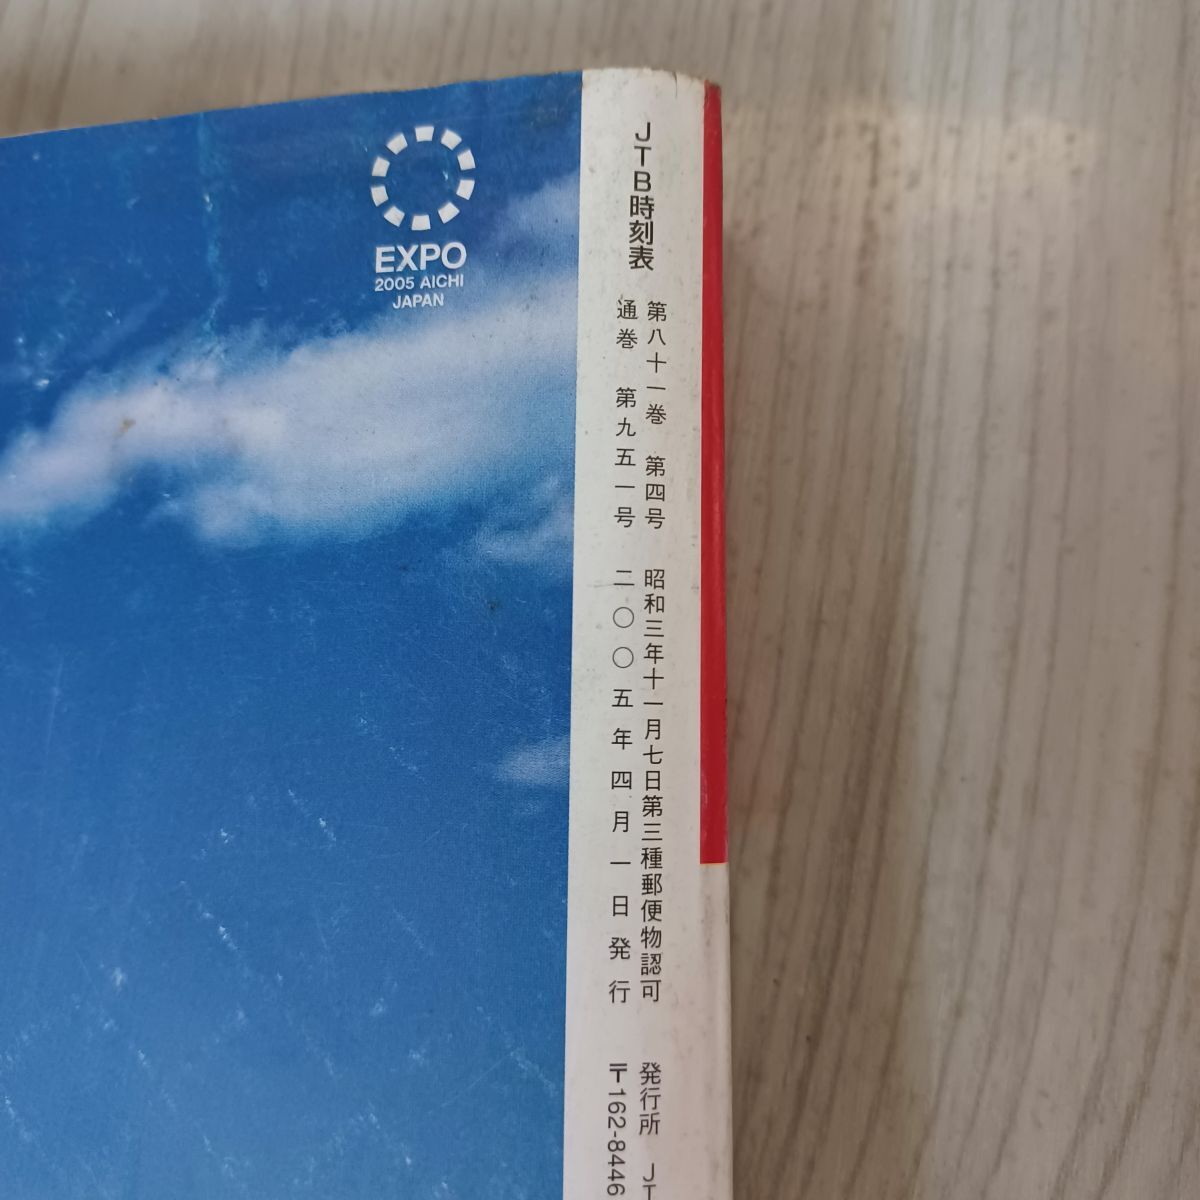 EXPO
2005 AICHI
JAPAN
JTB時刻表
第八十一巻 第四号
通巻 第九五一号
昭和三年十一月七日第三種郵便物認可
二〇〇五年四月一日発行
発行所 JT
〒162-8446